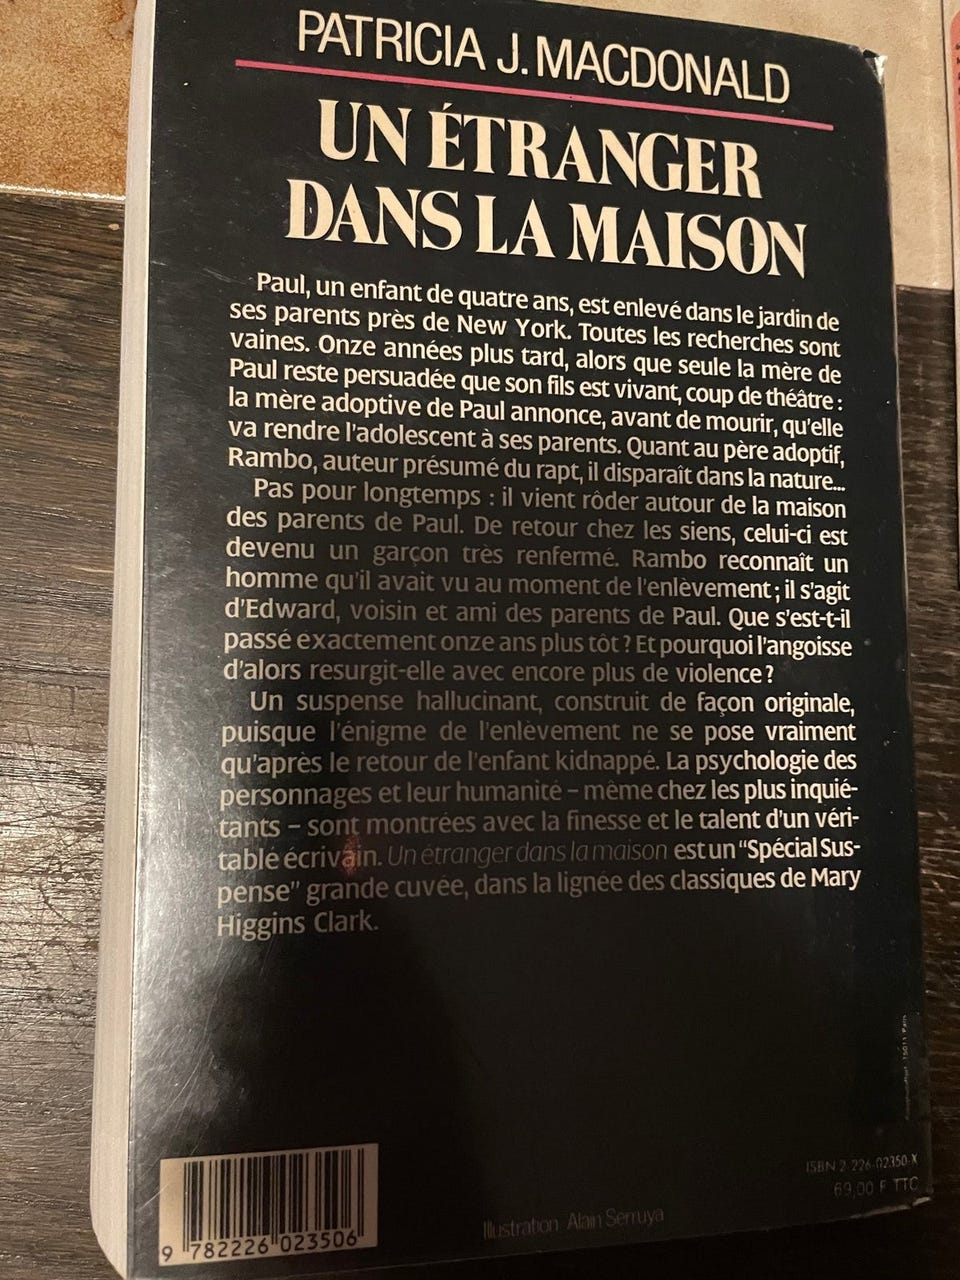 PATRICIA J. MACDONALD
UN ÉTRANGER
DANS LA MAISON
Paul, un enfant de quatre ans, est enlevé dans le jardin de
ses parents près de New York. Toutes les recherches sont
vaines. Onze années plus tard, alors que seule la mère de
Paul reste persuadée que son fils est vivant, coup de théâtre :
la mère adoptive de Paul annonce, avant de mourir, qu'elle
va rendre l'adolescent à ses parents. Quant au père adoptif,
Rambo, auteur présumé du rapt, il disparaît dans la nature...
Pas pour longtemps : il vient rôder autour de la maison
des parents de Paul. De retour chez les siens, celui-ci est
devenu un garçon très renfermé. Rambo reconnaît un
homme qu'il avait vu au moment de l'enlèvement ; il s'agit
d'Edward, voisin et ami des parents de Paul. Que s'est-t-il
passé exactement onze ans plus tôt ? Et pourquoi l'angoisse
d'alors resurgit-elle avec encore plus de violence ?
Un suspense hallucinant, construit de façon originale,
puisque l'énigme de l'enlèvement ne se pose vraiment
qu'après le retour de l'enfant kidnappé. La psychologie des
personnages et leur humanité – même chez les plus inquié-
tants – sont montrées avec la finesse et le talent d'un véri-
table écrivain. Un étranger dans la maison est un "Spécial Sus-
pense" grande cuvée, dans la lignée des classiques de Mary
Higgins Clark.
75011 Paris
ISBN 2-226-02350-X
69,00 F TTC
Illustration Alain Serruya
9 782226 023506